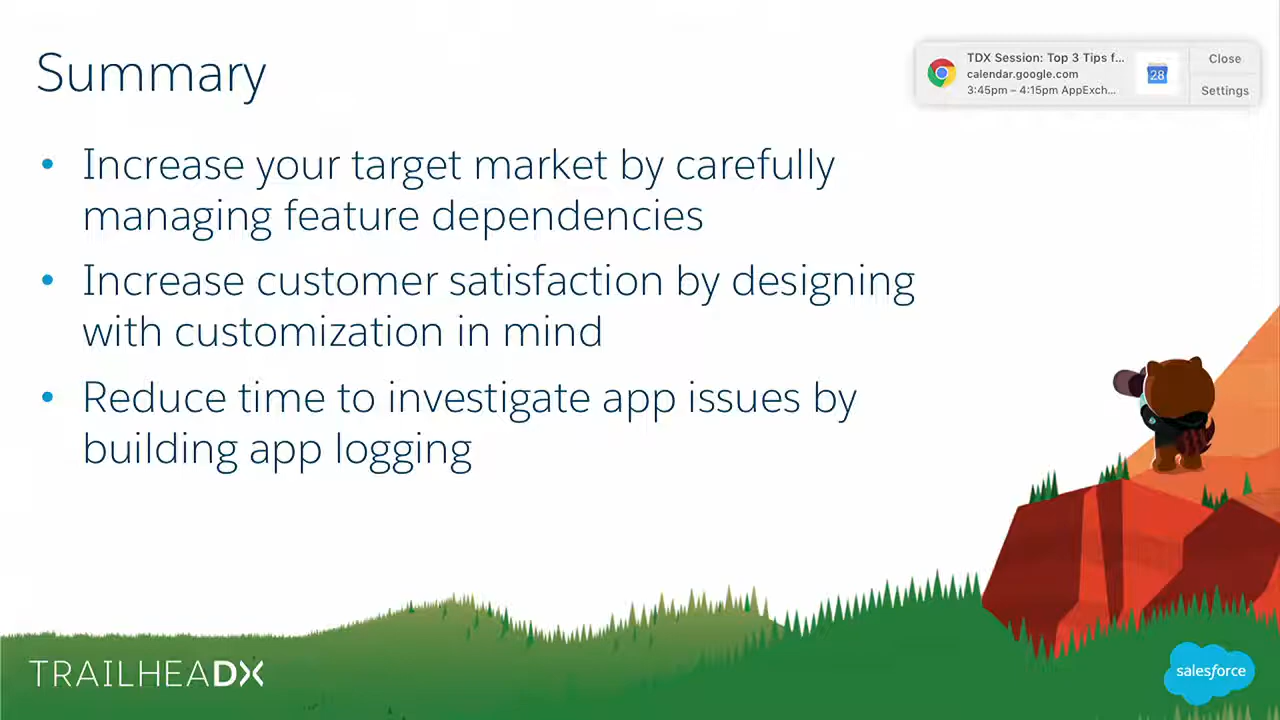 Summary
TDX Session: Top 3 Tips f...
calendar.google.com
3:45pm – 4:15pm AppExch...
28
Close
Settings
• Increase your target market by carefully
managing feature dependencies
• Increase customer satisfaction by designing
with customization in mind
• Reduce time to investigate app issues by
building app logging
TRAILHEADX
salesforce